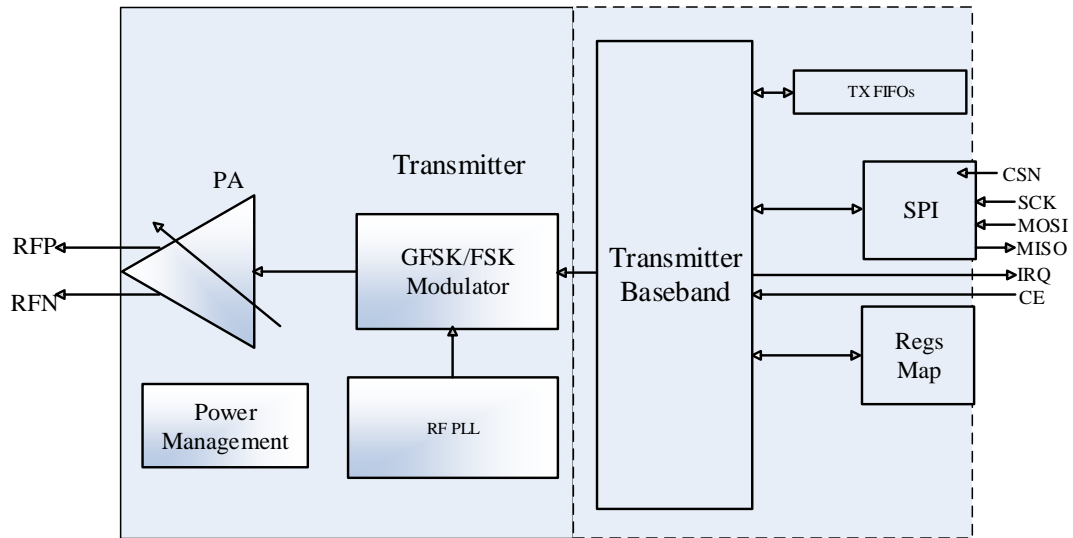 TX FIFOs
Transmitter
PA
CSN
SCK
SPI
MOSI
RFP
MISO
GFSK/FSK
Modulator
Transmitter
Baseband
IRQ
RFN
CE
Regs
Map
Power
Management
RF PLL